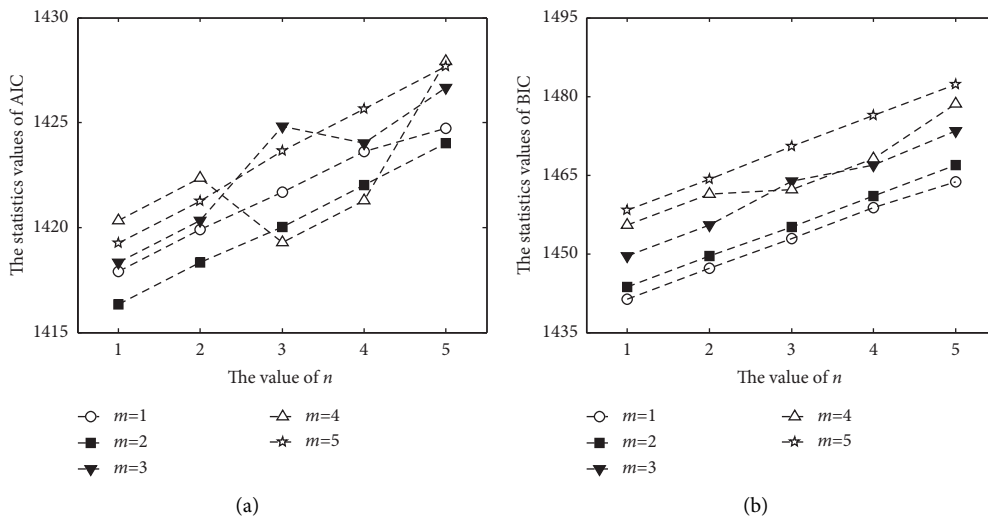 1430
1425
1420
1415
The statistics values of AIC
1 2 3 4 5
The value of n
m=1 m=4
m=2 m=5
m=3
(a)
1495
1480
1465
1450
1435
The statistics values of BIC
1 2 3 4 5
The value of n
m=1 m=4
m=2 m=5
m=3
(b)